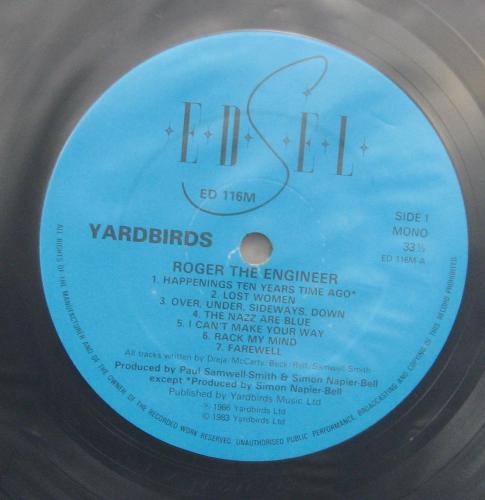 EDSEL
ED 116M
YARDBIRDS
SIDE 1
MONO
33⅓
ED 116M-A
ROGER THE ENGINEER
1. HAPPENINGS TEN YEARS TIME AGO*
2. LOST WOMEN
3. OVER, UNDER, SIDEWAYS, DOWN
4. THE NAZZ ARE BLUE
5. I CAN'T MAKE YOUR WAY
6. RACK MY MIND
7. FAREWELL
All tracks written by Dreja/McCarty/Beck/Relf/Samwell-Smith
Produced by Paul Samwell-Smith & Simon Napier-Bell
except *Produced by Simon Napier-Bell
Published by Yardbirds Music Ltd
℗ 1966 Yardbirds Ltd
© 1983 Yardbirds Ltd
ALL RIGHTS OF THE MANUFACTURER AND OF THE OWNER OF THE RECORDED WORK RESERVED. UNAUTHORISED PUBLIC PERFORMANCE, BROADCASTING AND COPYING OF THIS RECORD PROHIBITED.